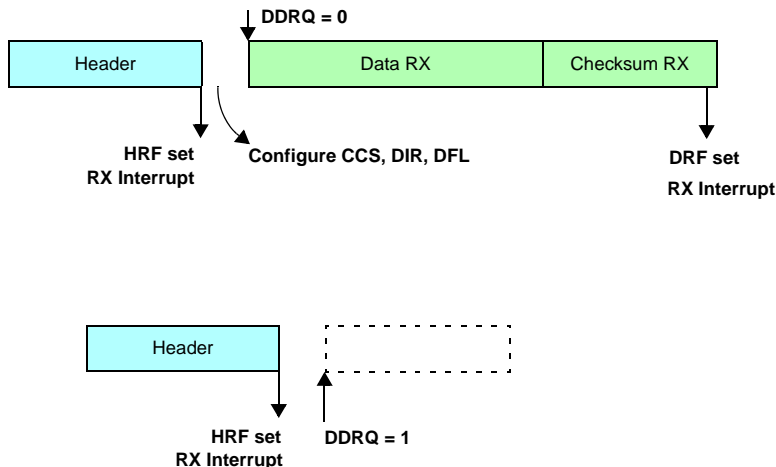 DDRQ = 0
Header
Data RX
Checksum RX
HRF set
RX Interrupt
Configure CCS, DIR, DFL
DRF set
RX Interrupt
Header
HRF set
RX Interrupt
DDRQ = 1